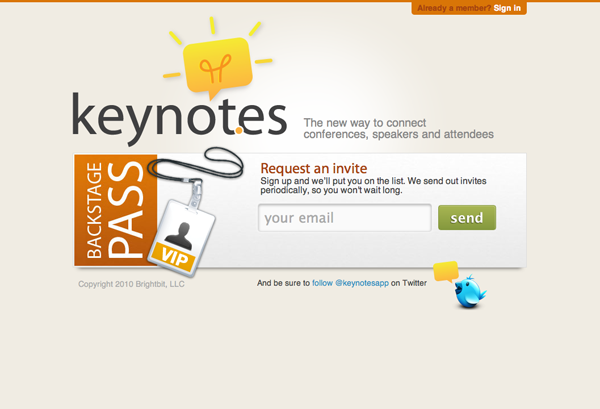 Already a member? Sign in
keynot.es
The new way to connect
conferences, speakers and attendees
BACKSTAGE
PASS
VIP
Request an invite
Sign up and we'll put you on the list. We send out invites
periodically, so you won't wait long.
your email
send
Copyright 2010 Brightbit, LLC
And be sure to follow @keynotesapp on Twitter